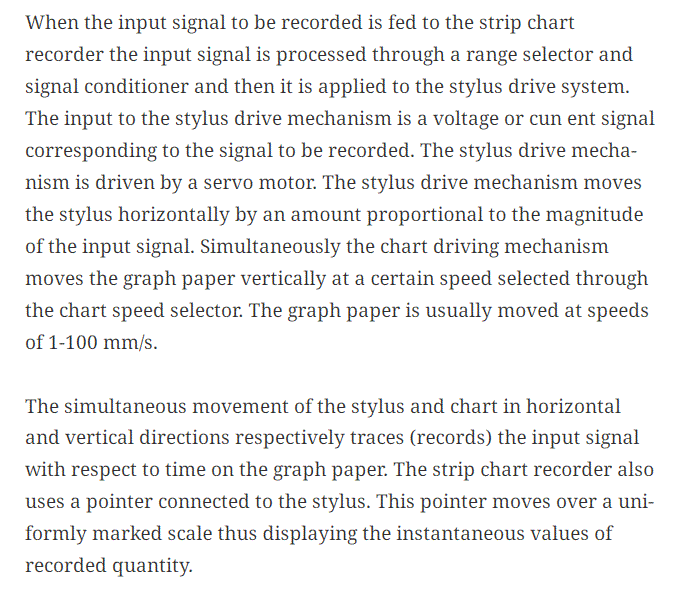 When the input signal to be recorded is fed to the strip chart
recorder the input signal is processed through a range selector and
signal conditioner and then it is applied to the stylus drive system.
The input to the stylus drive mechanism is a voltage or cun ent signal
corresponding to the signal to be recorded. The stylus drive mecha-
nism is driven by a servo motor. The stylus drive mechanism moves
the stylus horizontally by an amount proportional to the magnitude
of the input signal. Simultaneously the chart driving mechanism
moves the graph paper vertically at a certain speed selected through
the chart speed selector. The graph paper is usually moved at speeds
of 1-100 mm/s.
The simultaneous movement of the stylus and chart in horizontal
and vertical directions respectively traces (records) the input signal
with respect to time on the graph paper. The strip chart recorder also
uses a pointer connected to the stylus. This pointer moves over a uni-
formly marked scale thus displaying the instantaneous values of
recorded quantity.